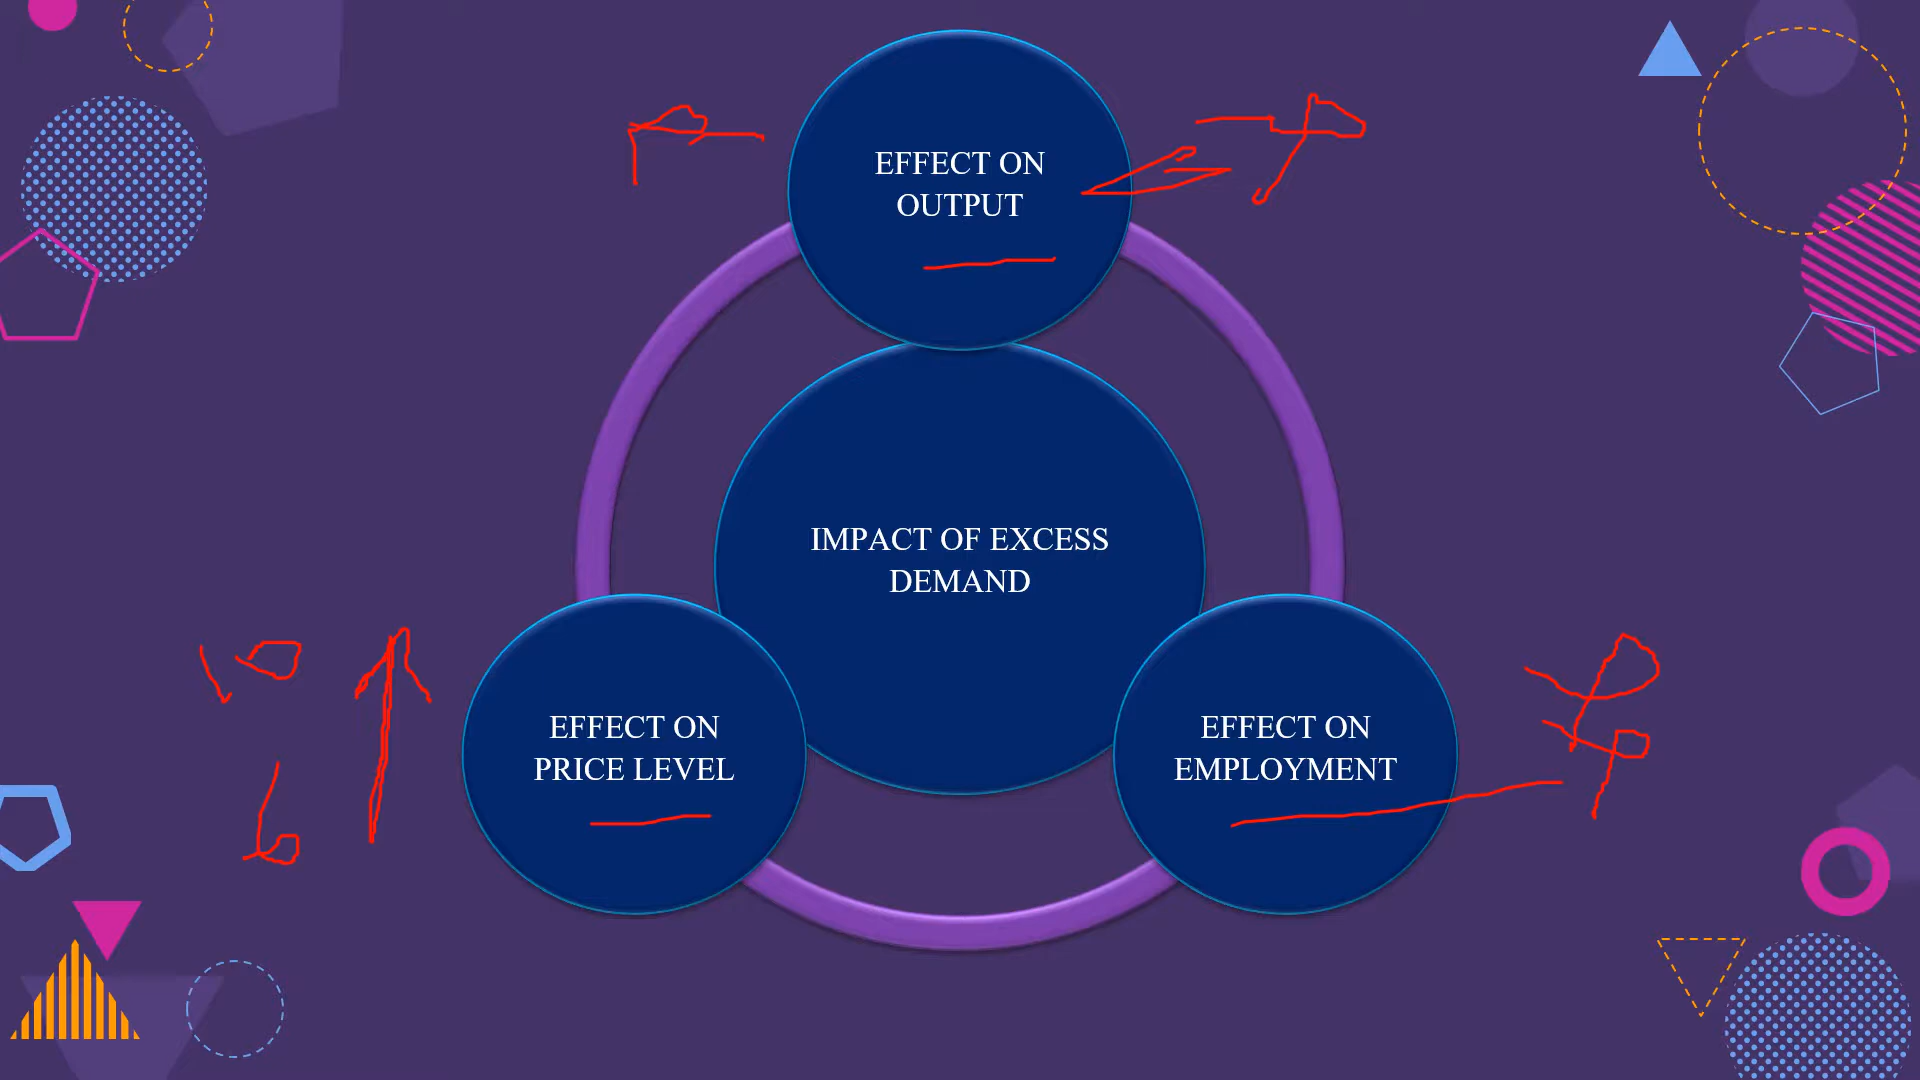 EFFECT ON
OUTPUT
IMPACT OF EXCESS
DEMAND
EFFECT ON
PRICE LEVEL
EFFECT ON
EMPLOYMENT